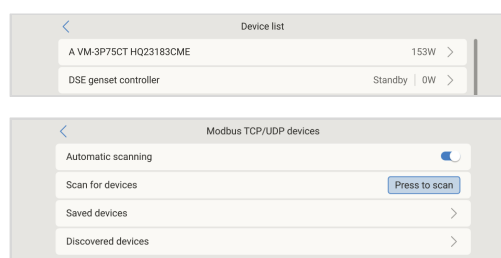 Device list
A VM-3P75CT HQ23183CME 153W
DSE genset controller Standby 0W
Modbus TCP/UDP devices
Automatic scanning
Scan for devices Press to scan
Saved devices
Discovered devices